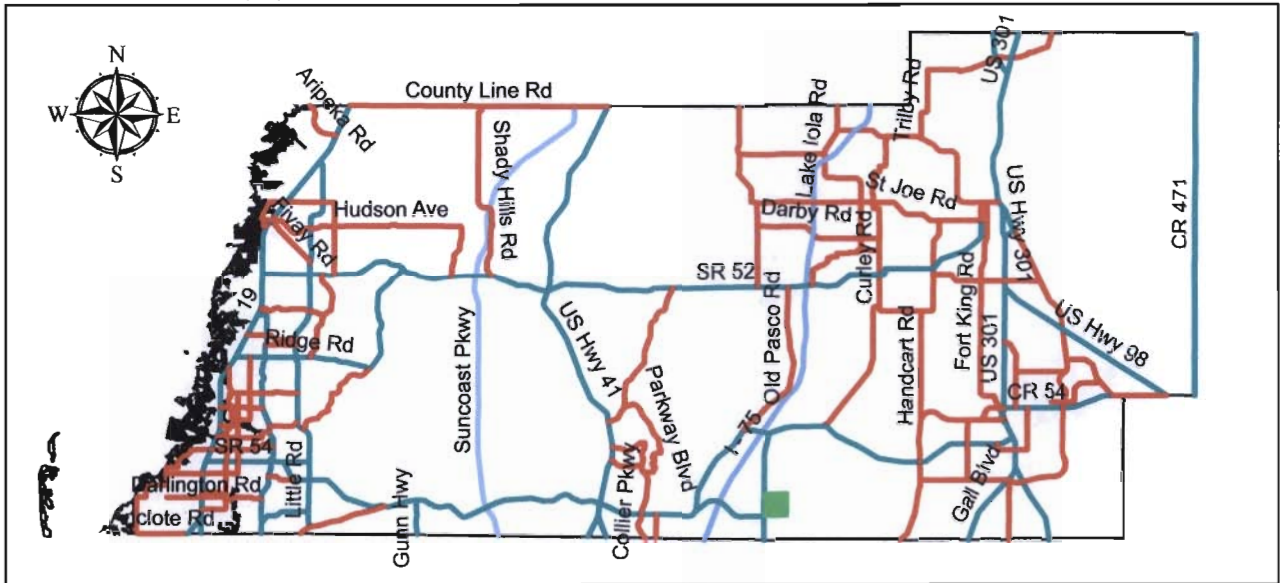 N
W E
S
Aripeka Rd
County Line Rd
Shady Hills Rd
Lake Iola Rd
Trilby Rd
US 301
CR 471
Hudson Ave
St Joe Rd
Darby Rd
Curley Rd
US Hwy 301
SR 52
19
Ridge Rd
Suncoast Pkwy
US Hwy 41
Old Pasco Rd
Handcart Rd
Fort King Rd
US 301
US Hwy 98
Parkway Blvd
CR 54
I-75
SR 54
Little Rd
Darlington Rd
clote Rd
Gunn Hwy
Collier Pkwy
Gall Blvd